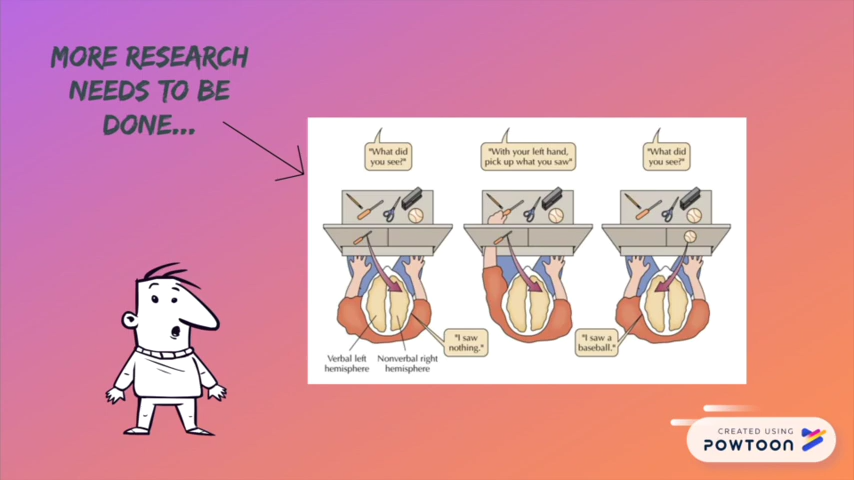 MORE RESEARCH
NEEDS TO BE
DONE...
"What did
you see?"
"With your left hand,
pick up what you saw"
"What did
you see?"
"I saw
nothing."
"I saw a
baseball."
Verbal left
hemisphere
Nonverbal right
hemisphere
CREATED USING
POWTOON